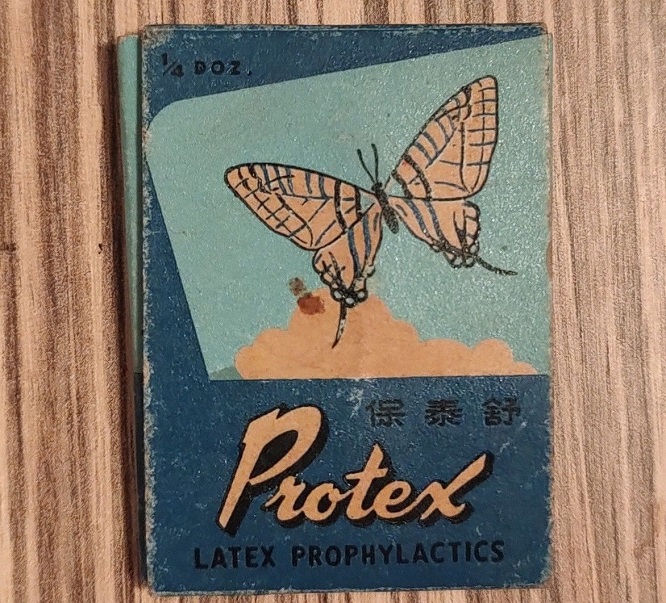 ¼ DOZ.
保泰舒
Protex
LATEX PROPHYLACTICS